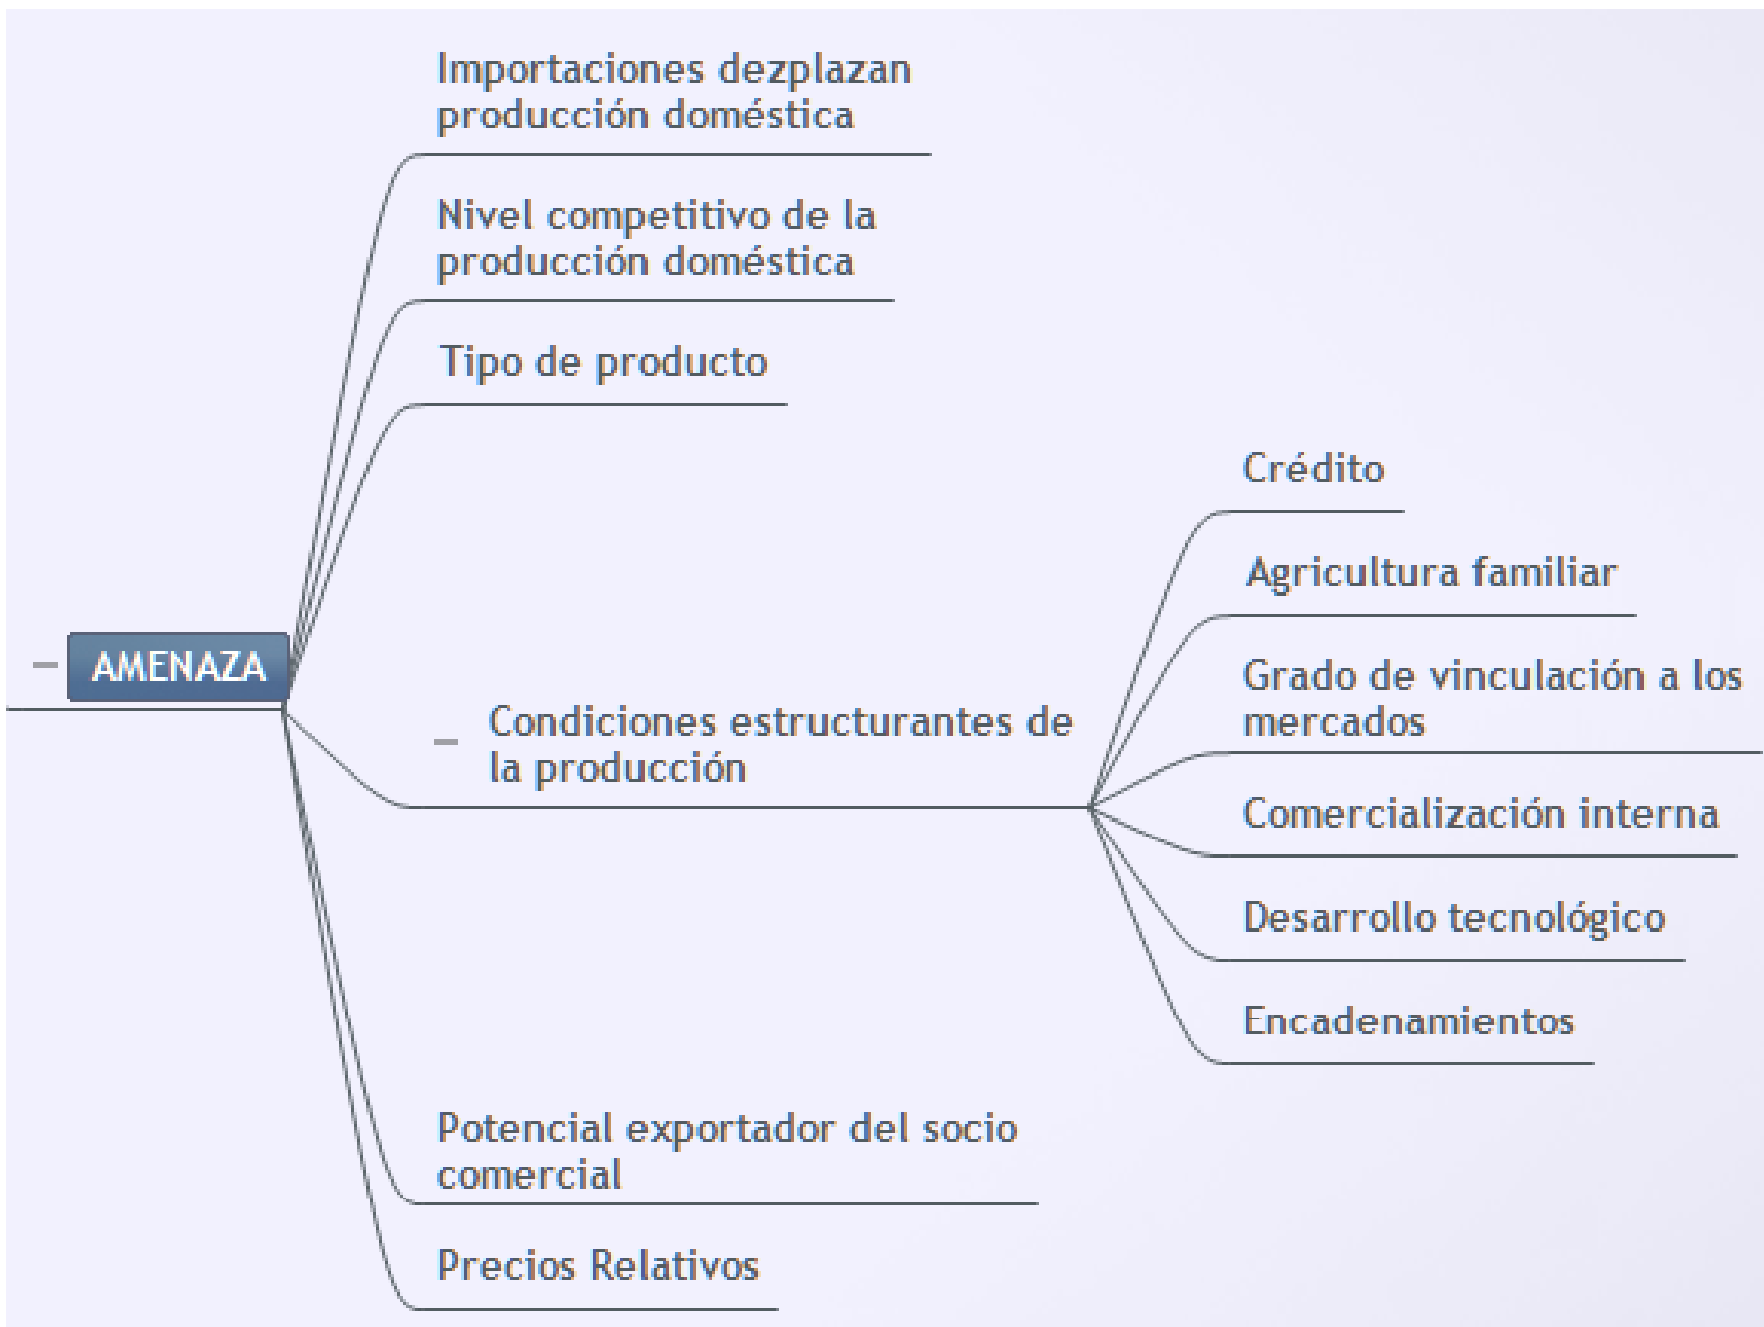 Importaciones dezplazan
producción doméstica
Nivel competitivo de la
producción doméstica
Tipo de producto
AMENAZA
Condiciones estructurantes de
la producción
Crédito
Agricultura familiar
Grado de vinculación a los
mercados
Comercialización interna
Desarrollo tecnológico
Encadenamientos
Potencial exportador del socio
comercial
Precios Relativos